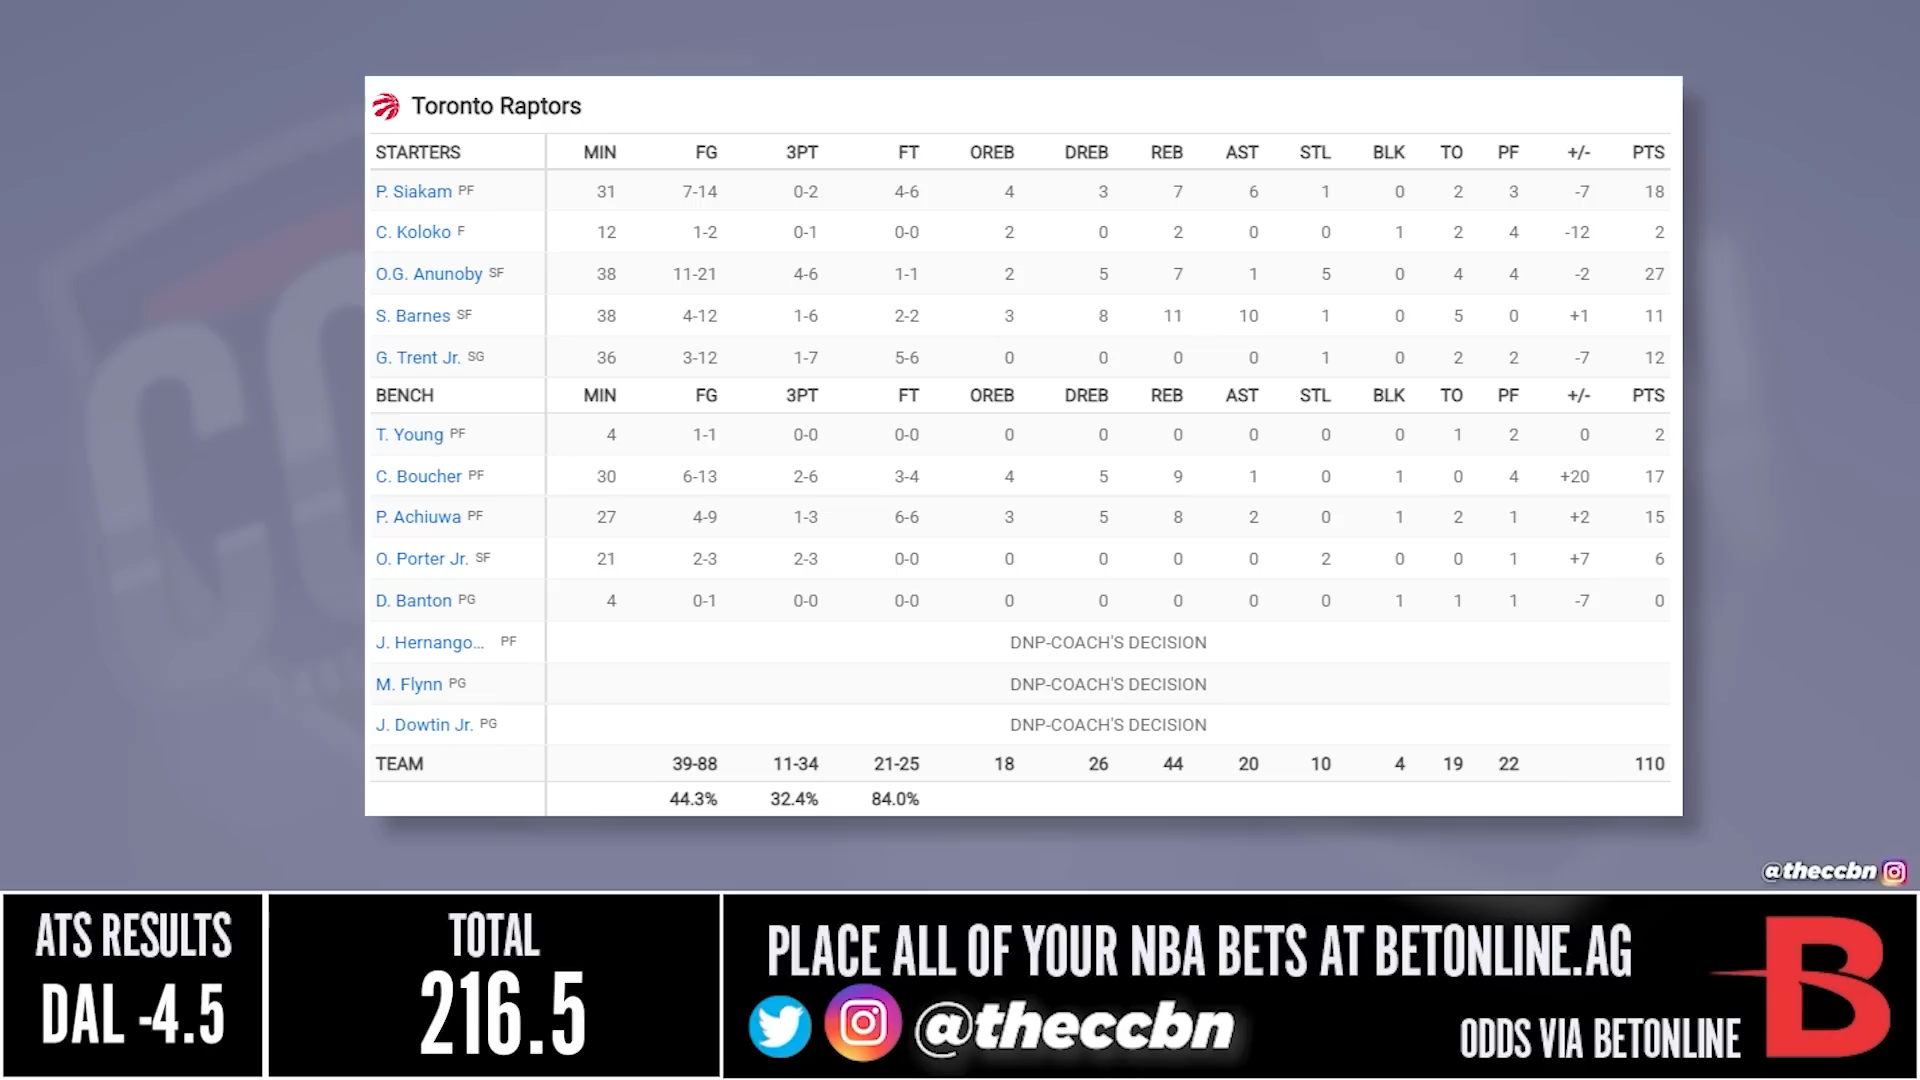 Toronto Raptors
STARTERS MIN FG 3PT FT OREB DREB REB AST STL BLK TO PF +/- PTS
P. Siakam PF 31 7-14 0-2 4-6 4 3 7 6 1 0 2 3 -7 18
C. Koloko F 12 1-2 0-1 0-0 2 0 2 0 0 1 2 4 -12 2
O.G. Anunoby SF 38 11-21 4-6 1-1 2 5 7 1 5 0 4 4 -2 27
S. Barnes SF 38 4-12 1-6 2-2 3 8 11 10 1 0 5 0 +1 11
G. Trent Jr. SG 36 3-12 1-7 5-6 0 0 0 0 1 0 2 2 -7 12
BENCH MIN FG 3PT FT OREB DREB REB AST STL BLK TO PF +/- PTS
T. Young PF 4 1-1 0-0 0-0 0 0 0 0 0 0 1 2 0 2
C. Boucher PF 30 6-13 2-6 3-4 4 5 9 1 0 1 0 4 +20 17
P. Achiuwa PF 27 4-9 1-3 6-6 3 5 8 2 0 1 2 1 +2 15
O. Porter Jr. SF 21 2-3 2-3 0-0 0 0 0 0 2 0 0 1 +7 6
D. Banton PG 4 0-1 0-0 0-0 0 0 0 0 0 1 1 1 -7 0
J. Hernango... PF DNP-COACH'S DECISION
M. Flynn PG DNP-COACH'S DECISION
J. Dowtin Jr. PG DNP-COACH'S DECISION
TEAM 39-88 11-34 21-25 18 26 44 20 10 4 19 22 110
44.3% 32.4% 84.0%
@theccbn
ATS RESULTS
DAL -4.5
TOTAL
216.5
PLACE ALL OF YOUR NBA BETS AT BETONLINE.AG
@theccbn
ODDS VIA BETONLINE
B